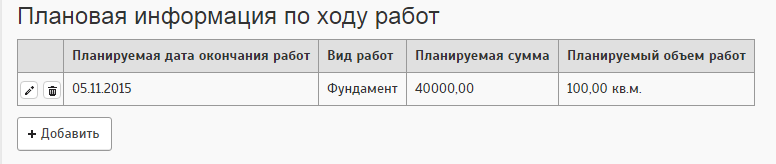 Плановая информация по ходу работ
Планируемая дата окончания работ Вид работ Планируемая сумма Планируемый объем работ
05.11.2015 Фундамент 40000,00 100,00 кв.м.
+ Добавить